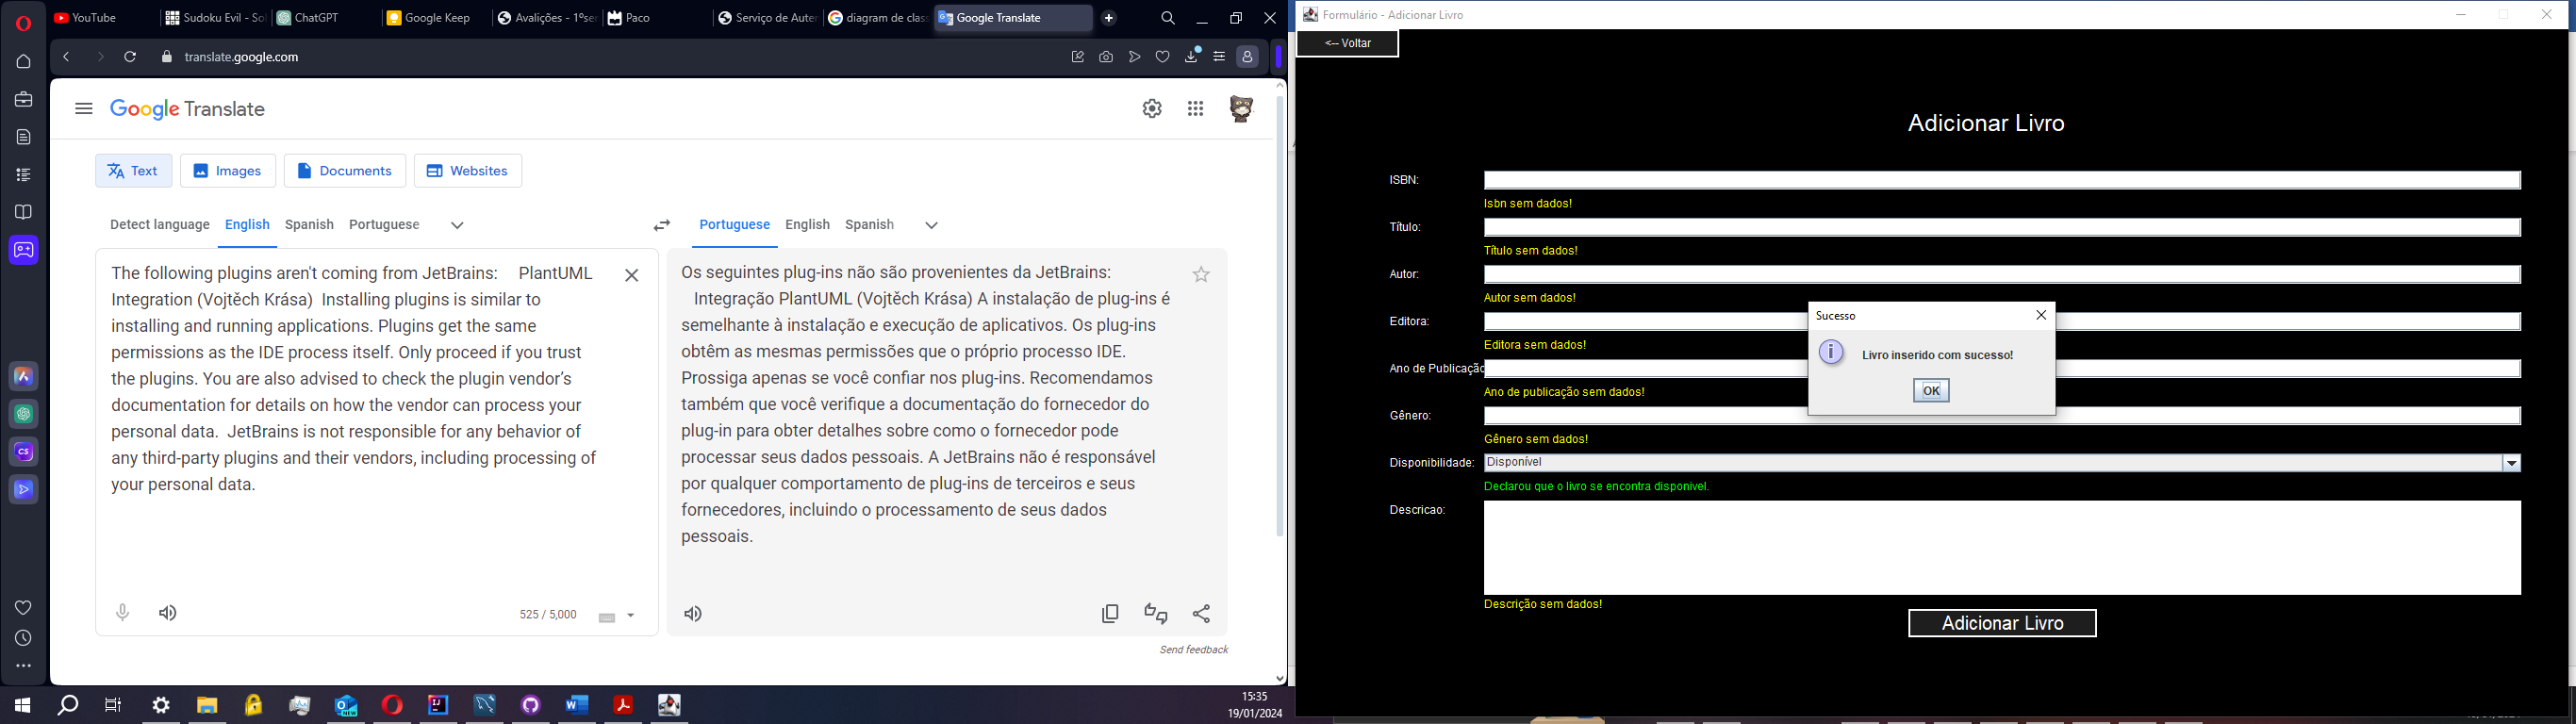 YouTube
Sudoku Evil - So
ChatGPT
Google Keep
Avalições - 1ºse
Paco
Serviço de Auter
diagram de clas
Google Translate
translate.google.com
Google Translate
Text
Images
Documents
Websites
Detect language
English
Spanish
Portuguese
Portuguese
English
Spanish
The following plugins aren't coming from JetBrains: PlantUML
Integration (Vojtěch Krása) Installing plugins is similar to
installing and running applications. Plugins get the same
permissions as the IDE process itself. Only proceed if you trust
the plugins. You are also advised to check the plugin vendor's
documentation for details on how the vendor can process your
personal data. JetBrains is not responsible for any behavior of
any third-party plugins and their vendors, including processing of
your personal data.
525 / 5,000
Os seguintes plug-ins não são provenientes da JetBrains:
Integração PlantUML (Vojtěch Krása) A instalação de plug-ins é
semelhante à instalação e execução de aplicativos. Os plug-ins
obtêm as mesmas permissões que o próprio processo IDE.
Prossiga apenas se você confiar nos plug-ins. Recomendamos
também que você verifique a documentação do fornecedor do
plug-in para obter detalhes sobre como o fornecedor pode
processar seus dados pessoais. A JetBrains não é responsável
por qualquer comportamento de plug-ins de terceiros e seus
fornecedores, incluindo o processamento de seus dados
pessoais.
Send feedback
15:35
19/01/2024
Formulário - Adicionar Livro
<-- Voltar
Adicionar Livro
ISBN:
Isbn sem dados!
Título:
Título sem dados!
Autor:
Autor sem dados!
Editora:
Editora sem dados!
Ano de Publicação
Ano de publicação sem dados!
Gênero:
Gênero sem dados!
Disponibilidade:
Disponível
Declarou que o livro se encontra disponivel.
Descricao:
Descrição sem dados!
Adicionar Livro
Sucesso
Livro inserido com sucesso!
OK